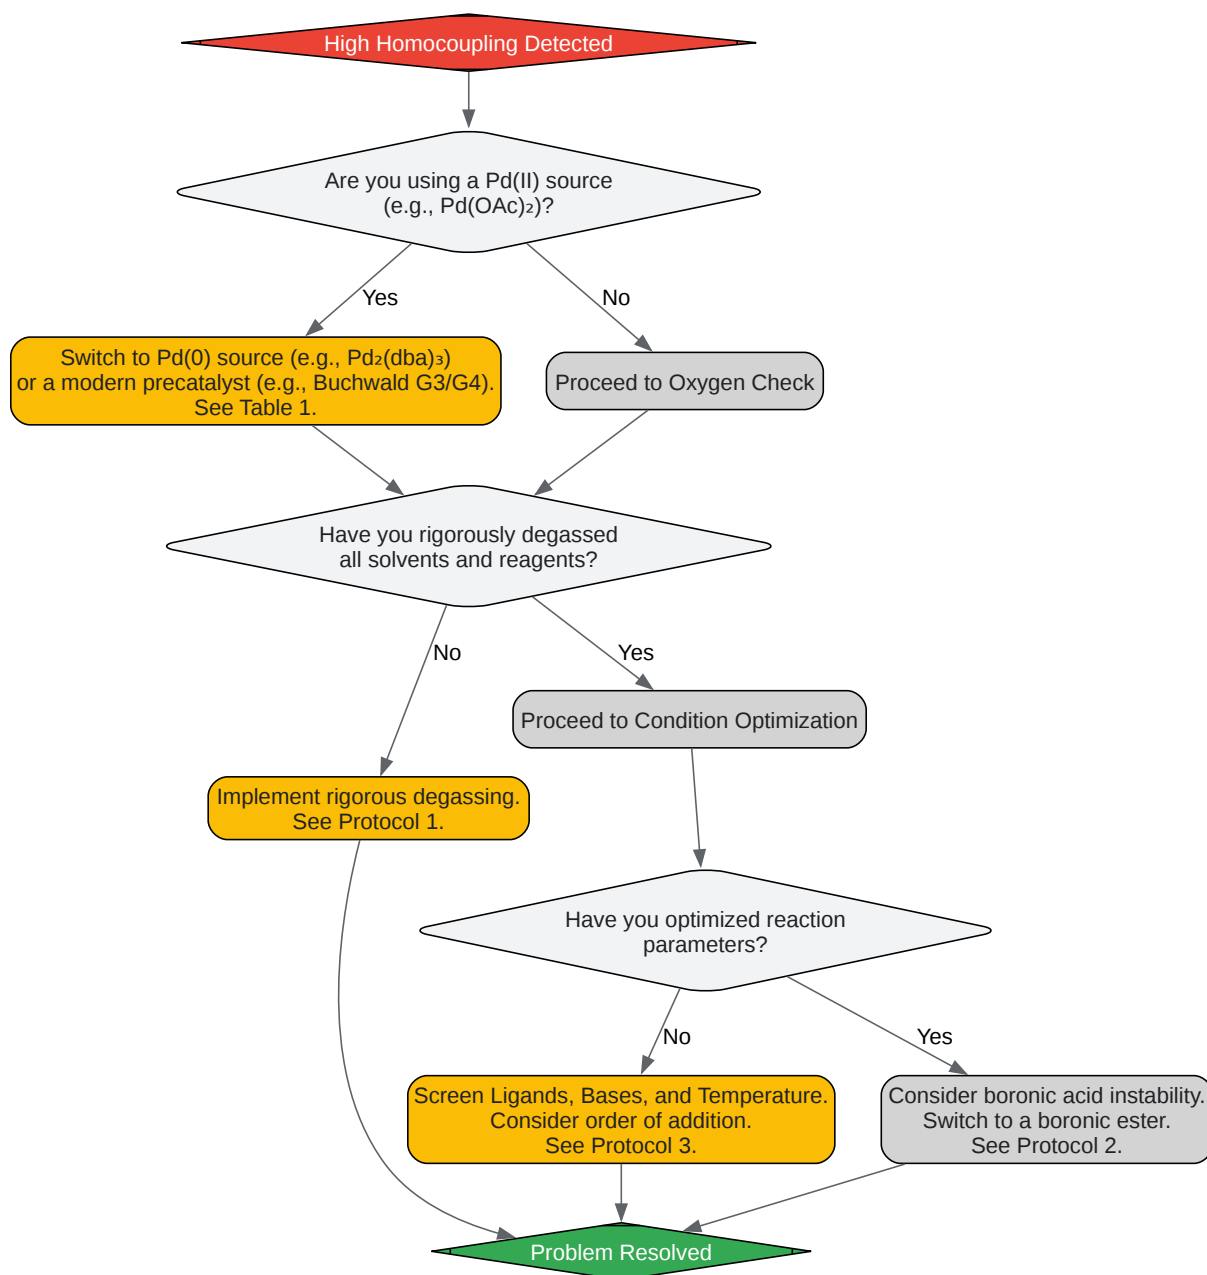 High Homocoupling Detected
Are you using a Pd(II) source
(e.g., Pd(OAc)₂)?
Yes
No
Switch to Pd(0) source (e.g., Pd₂(dba)₃)
or a modern precatalyst (e.g., Buchwald G3/G4).
See Table 1.
Proceed to Oxygen Check
Have you rigorously degassed
all solvents and reagents?
No
Yes
Proceed to Condition Optimization
Implement rigorous degassing.
See Protocol 1.
Have you optimized reaction
parameters?
No
Yes
Screen Ligands, Bases, and Temperature.
Consider order of addition.
See Protocol 3.
Consider boronic acid instability.
Switch to a boronic ester.
See Protocol 2.
Problem Resolved